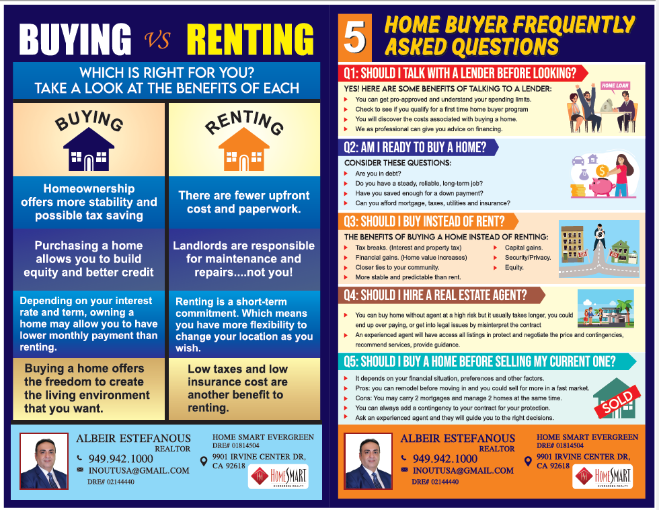 BUYING VS RENTING
WHICH IS RIGHT FOR YOU?
TAKE A LOOK AT THE BENEFITS OF EACH
BUYING
RENTING
Homeownership
offers more stability and
possible tax saving
There are fewer upfront
cost and paperwork.
Purchasing a home
allows you to build
equity and better credit
Landlords are responsible
for maintenance and
repairs....not you!
Depending on your interest
rate and term, owning a
home may allow you to have
lower monthly payment than
renting.
Renting is a short-term
commitment. Which means
you have more flexibility to
change your location as you
wish.
Buying a home offers
the freedom to create
the living environment
that you want.
Low taxes and low
insurance cost are
another benefit to
renting.
ALBEIR ESTEFANOUS
REALTOR
949.942.1000
INOUTUSA@GMAIL.COM
DRE# 02144440
HOME SMART EVERGREEN
DRE# 01814504
9901 IRVINE CENTER DR,
CA 92618
HOMESMART
EVERGREEN REALTY
5 HOME BUYER FREQUENTLY
ASKED QUESTIONS
Q1: SHOULD I TALK WITH A LENDER BEFORE LOOKING?
YES! HERE ARE SOME BENEFITS OF TALKING TO A LENDER:
You can get pre-approved and understand your spending limits.
Check to see if you qualify for a first time home buyer program
You will discover the costs associated with buying a home.
We as professional can give you advice on financing.
HOME LOAN
Q2: AM I READY TO BUY A HOME?
CONSIDER THESE QUESTIONS:
Are you in debt?
Do you have a steady, reliable, long-term job?
Have you saved enough for a down payment?
Can you afford mortgage, taxes, utilities and insurance?
Q3: SHOULD I BUY INSTEAD OF RENT?
THE BENEFITS OF BUYING A HOME INSTEAD OF RENTING:
Tax breaks. (Interest and property tax)
Financial gains. (Home value increases)
Closer ties to your community.
More stable and predictable than rent.
Capital gains.
Security/Privacy.
Equity.
Q4: SHOULD I HIRE A REAL ESTATE AGENT?
You can buy home without agent at a high risk but it usually takes longer, you could
end up over paying, or get into legal issues by misinterpret the contract
An experienced agent will have access all listings in protect and negotiate the price and contingencies,
recommend services, provide guidance.
Q5: SHOULD I BUY A HOME BEFORE SELLING MY CURRENT ONE?
It depends on your financial situation, preferences and other factors.
Pros: you can remodel before moving in and you could sell for more in a fast market.
Cons: You may carry 2 mortgages and manage 2 homes at the same time.
You can always add a contingency to your contract for your protection.
Ask an experienced agent and they will guide you to the right decisions.
SOLD
ALBEIR ESTEFANOUS
REALTOR
949.942.1000
INOUTUSA@GMAIL.COM
DRE# 02144440
HOME SMART EVERGREEN
DRE# 01814504
9901 IRVINE CENTER DR,
CA 92618
HOMESMART
EVERGREEN REALTY